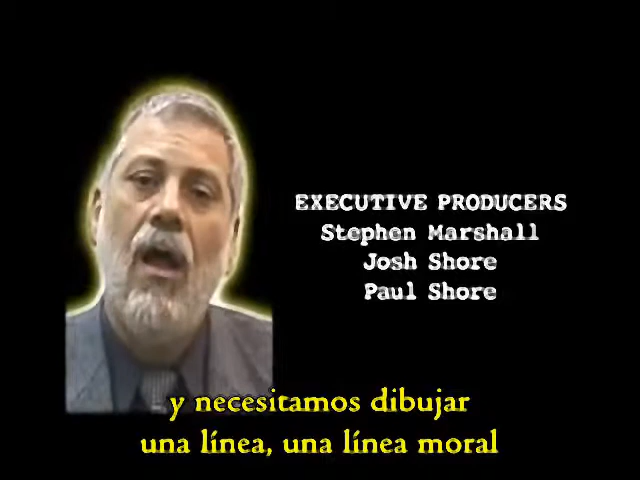 EXECUTIVE PRODUCERS
Stephen Marshall
Josh Shore
Paul Shore
y necesitamos dibujar
una línea, una línea moral